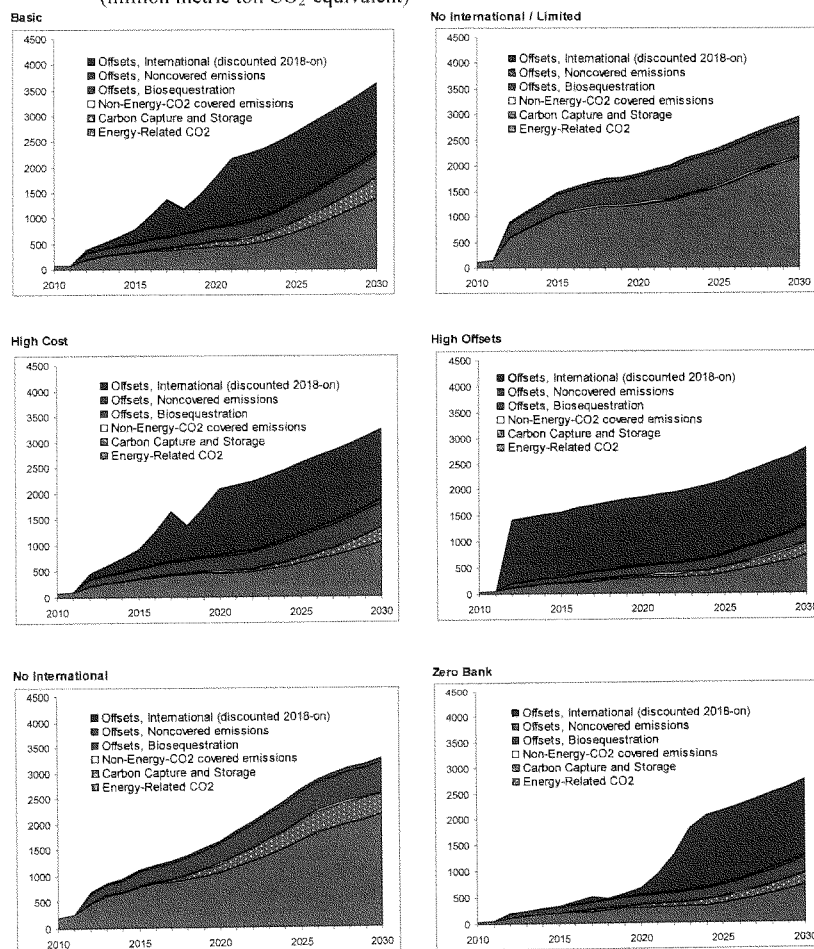 (million metric ton CO2 equivalent)
Basic
4500
4000
3500
3000
2500
2000
1500
1000
500
0
Offsets, International (discounted 2018-on)
Offsets, Noncovered emissions
Offsets, Biosequestration
Non-Energy-CO2 covered emissions
Carbon Capture and Storage
Energy-Related CO2
2010 2015 2020 2025 2030
No International / Limited
4500
4000
3500
3000
2500
2000
1500
1000
500
0
Offsets, International (discounted 2018-on)
Offsets, Noncovered emissions
Offsets, Biosequestration
Non-Energy-CO2 covered emissions
Carbon Capture and Storage
Energy-Related CO2
2010 2015 2020 2025 2030
High Cost
4500
4000
3500
3000
2500
2000
1500
1000
500
0
Offsets, International (discounted 2018-on)
Offsets, Noncovered emissions
Offsets, Biosequestration
Non-Energy-CO2 covered emissions
Carbon Capture and Storage
Energy-Related CO2
2010 2015 2020 2025 2030
High Offsets
4500
4000
3500
3000
2500
2000
1500
1000
500
0
Offsets, International (discounted 2018-on)
Offsets, Noncovered emissions
Offsets, Biosequestration
Non-Energy-CO2 covered emissions
Carbon Capture and Storage
Energy-Related CO2
2010 2015 2020 2025 2030
No International
4500
4000
3500
3000
2500
2000
1500
1000
500
0
Offsets, International (discounted 2018-on)
Offsets, Noncovered emissions
Offsets, Biosequestration
Non-Energy-CO2 covered emissions
Carbon Capture and Storage
Energy-Related CO2
2010 2015 2020 2025 2030
Zero Bank
4500
4000
3500
3000
2500
2000
1500
1000
500
0
Offsets, International (discounted 2018-on)
Offsets, Noncovered emissions
Offsets, Biosequestration
Non-Energy-CO2 covered emissions
Carbon Capture and Storage
Energy-Related CO2
2010 2015 2020 2025 2030